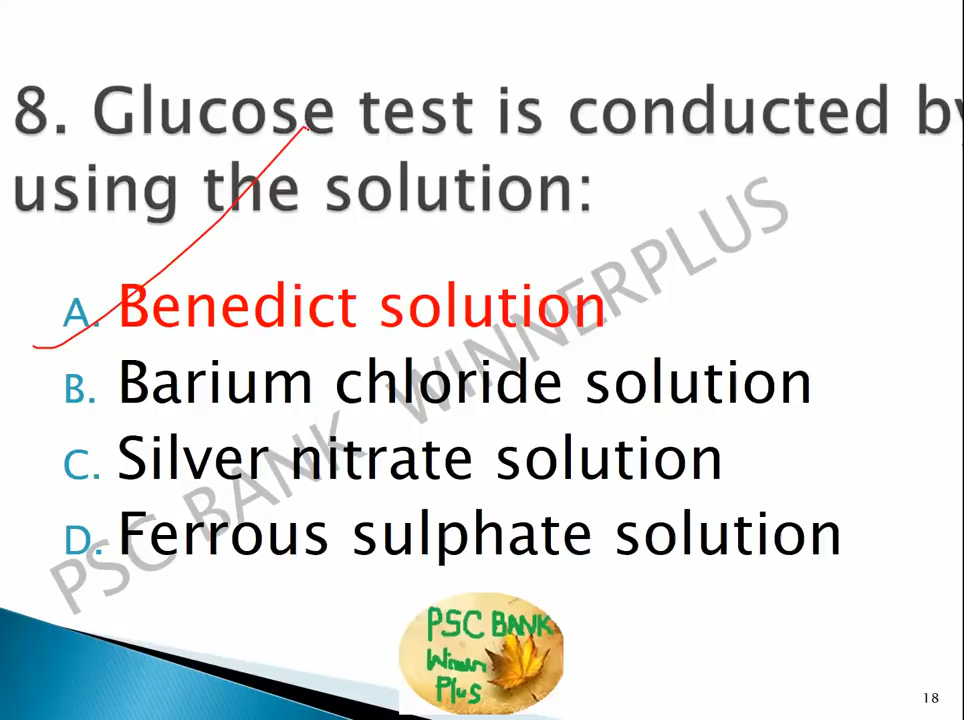 8. Glucose test is conducted by
using the solution:
A. Benedict solution
B. Barium chloride solution
C. Silver nitrate solution
D. Ferrous sulphate solution
PSC BANK WINNERPLUS
PSC BANK
Winner
Plus
18